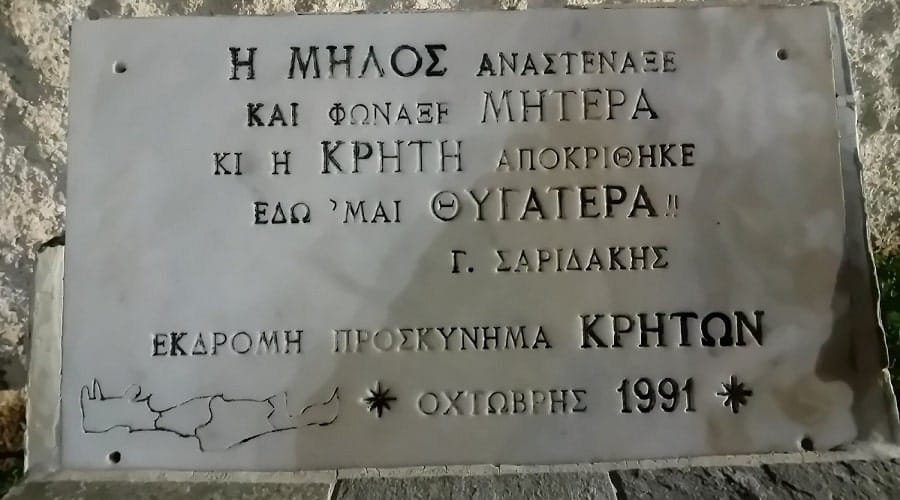 Η ΜΗΛΟΣ ΑΝΑΣΤΕΝΑΞΕ
ΚΑΙ ΦΩΝΑΞΕ ΜΗΤΕΡΑ
ΚΙ Η ΚΡΗΤΗ ΑΠΟΚΡΙΘΗΚΕ
ΕΔΩ 'ΜΑΙ ΘΥΓΑΤΕΡΑ!!
Γ. ΣΑΡΙΔΑΚΗΣ
ΕΚΔΡΟΜΗ ΠΡΟΣΚΥΝΗΜΑ ΚΡΗΤΩΝ
* ΟΧΤΩΒΡΗΣ 1991 *